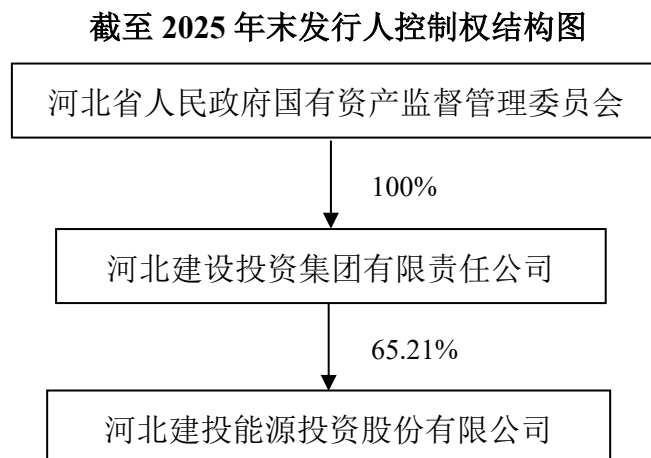 截至 2025 年末发行人控制权结构图
河北省人民政府国有资产监督管理委员会
100%
河北建设投资集团有限责任公司
65.21%
河北建投能源投资股份有限公司